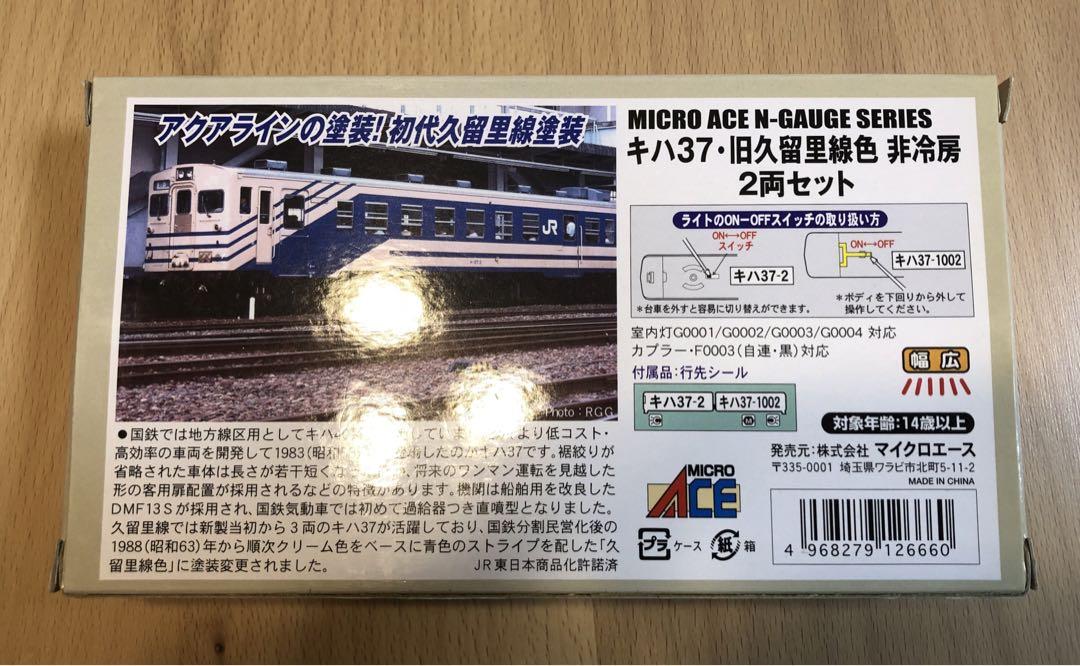 アクアラインの塗装! 初代久留里線塗装
JR
Photo : RGG
●国鉄では地方線区用としてキハ していま より低コスト・
高効率の車両を開発して1983(昭和 したのがキハ37です。裾絞りが
省略された車体は長さが若干短くな 、将来のワンマン運転を見越した
形の客用扉配置が採用されるなどの特徴があります。機関は船舶用を改良した
DMF13Sが採用され、国鉄気動車では初めて過給器つき直噴型となりました。
久留里線では新製当初から3両のキハ37が活躍しており、国鉄分割民営化後の
1988(昭和63)年から順次クリーム色をベースに青色のストライプを配した「久
留里線色」に塗装変更されました。 JR東日本商品化許諾済
MICRO ACE N-GAUGE SERIES
キハ37・旧久留里線色 非冷房
2両セット
ライトのON-OFFスイッチの取り扱い方
ON↔OFF
スイッチ
キハ37-2
*台車を外すと容易に切り替えができます。
ON↔OFF
キハ37-1002
*ボディを下回りから外して
操作してください。
室内灯G0001/G0002/G0003/G0004 対応
カプラー・F0003(自連・黒)対応
付属品:行先シール
幅広
キハ37-2 キハ37-1002
M
対象年齢:14歳以上
発売元:株式会社 マイクロエース
〒335-0001 埼玉県ワラビ市北町5-11-2
MADE IN CHINA
MICRO
ACE
プラ ケース 紙 箱
4 968279 126660